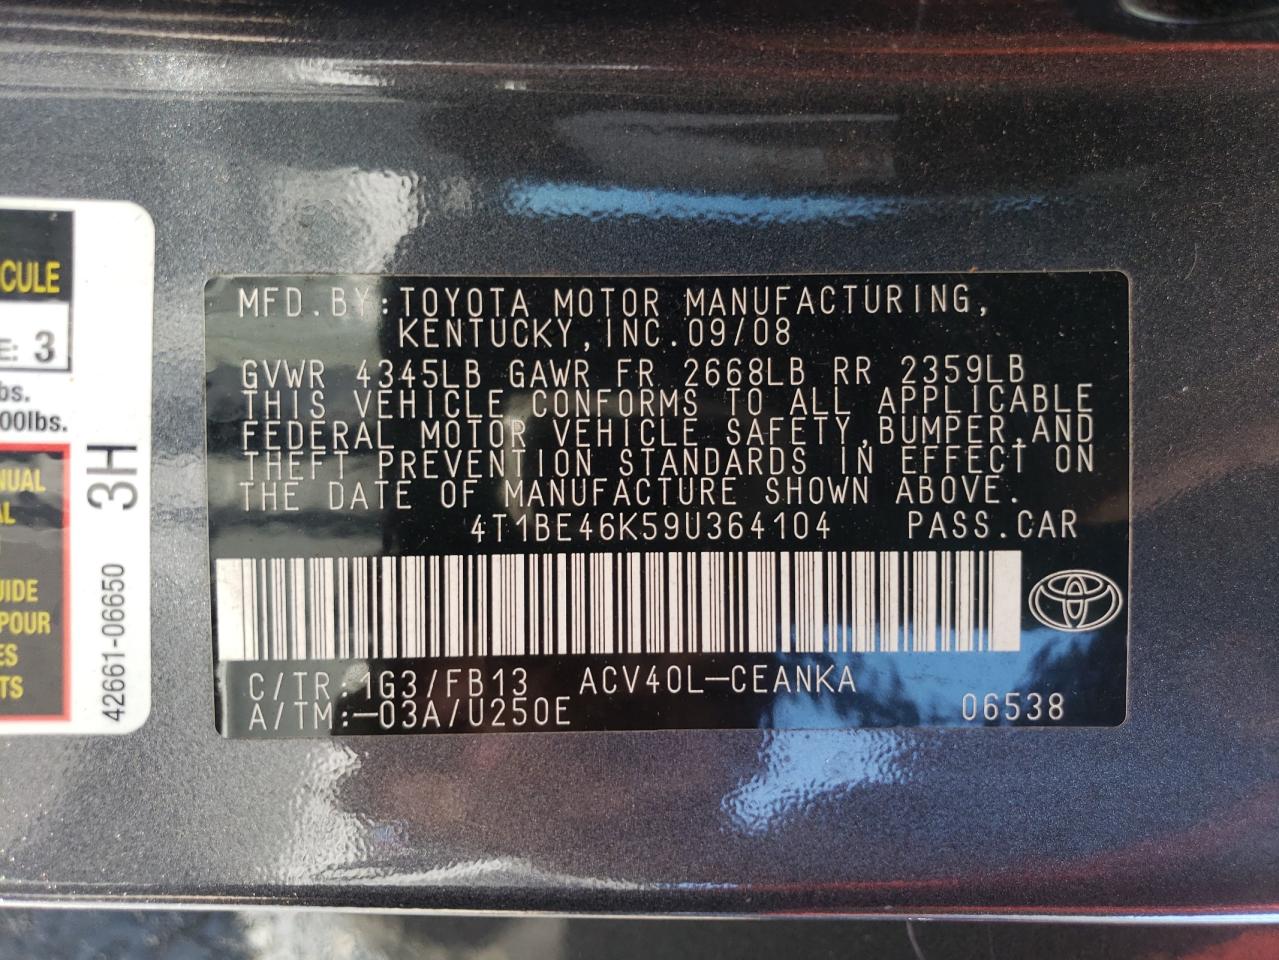 CULE
E: 3
bs.
00lbs.
NUAL
AL
UIDE
POUR
ES
TS
3H
42661-06650
MFD.BY:TOYOTA MOTOR MANUFACTURING,
KENTUCKY,INC.09/08
GVWR 4345LB GAWR FR 2668LB RR 2359LB
THIS VEHICLE CONFORMS TO ALL APPLICABLE
FEDERAL MOTOR VEHICLE SAFETY,BUMPER,AND
THEFT PREVENTION STANDARDS IN EFFECT ON
THE DATE OF MANUFACTURE SHOWN ABOVE.
4T1BE46K59U364104 PASS.CAR
C/TR:1G3/FB13 ACV40L-CEANKA
A/TM:-03A/U250E 06538